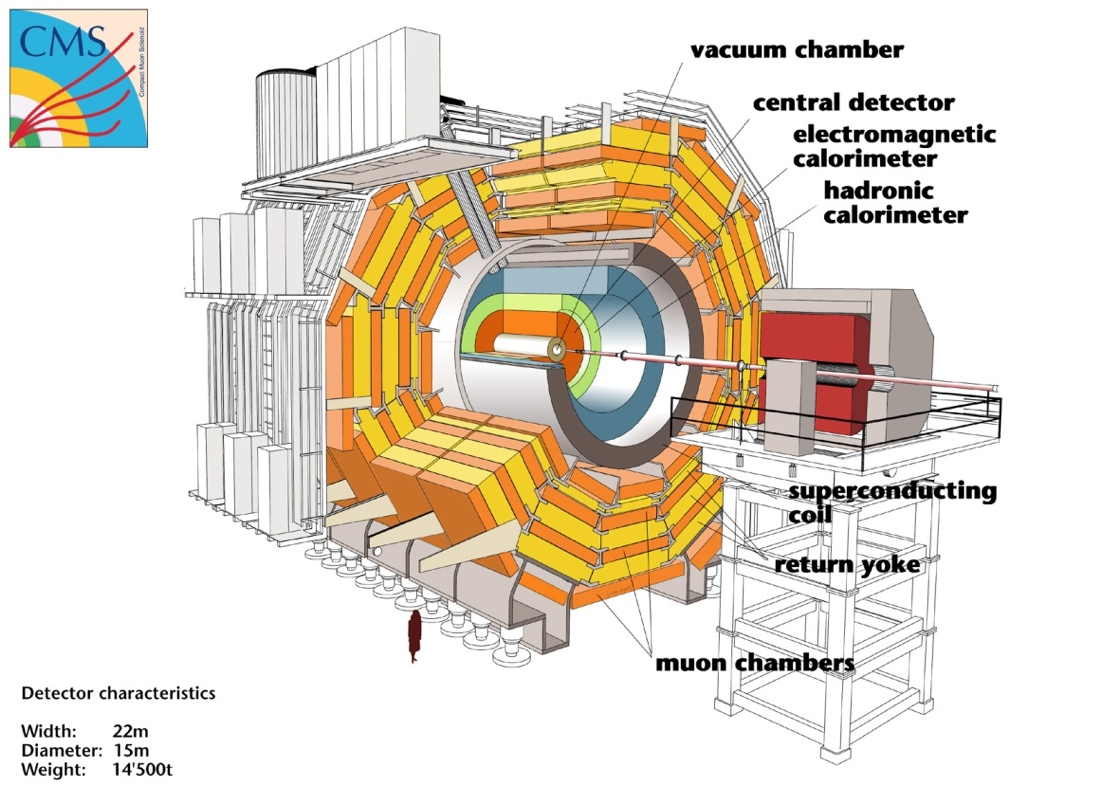 CMS
Compact Muon Solenoid
vacuum chamber
central detector
electromagnetic
calorimeter
hadronic
calorimeter
superconducting
coil
return yoke
muon chambers
Detector characteristics
Width: 22m
Diameter: 15m
Weight: 14'500t